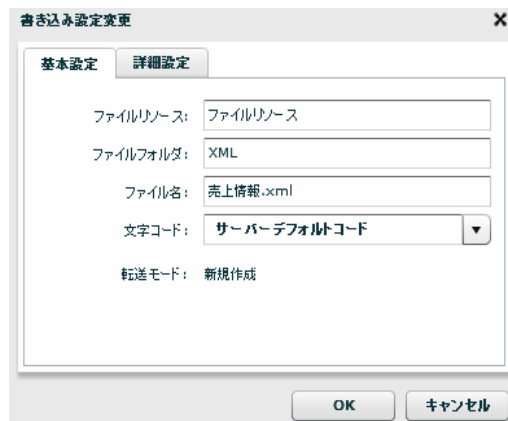 書き込み設定変更
基本設定 詳細設定
ファイルリソース: ファイルリソース
ファイルフォルダ: XML
ファイル名: 売上情報.xml
文字コード: サーバーデフォルトコード
転送モード: 新規作成
OK キャンセル